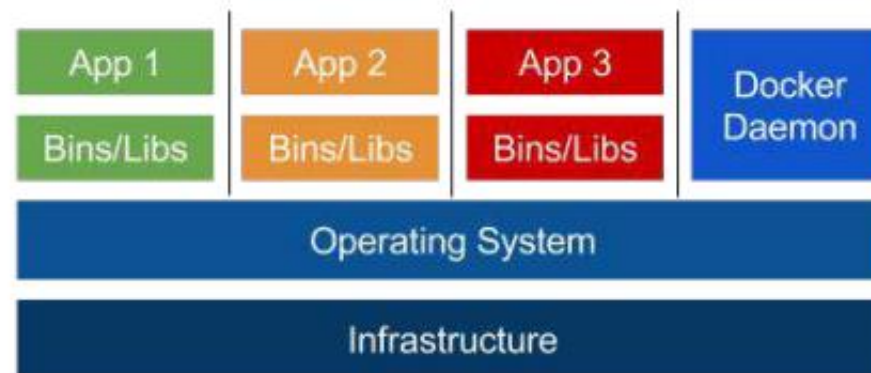 App 1
App 2
App 3
Docker
Daemon
Bins/Libs
Bins/Libs
Bins/Libs
Operating System
Infrastructure